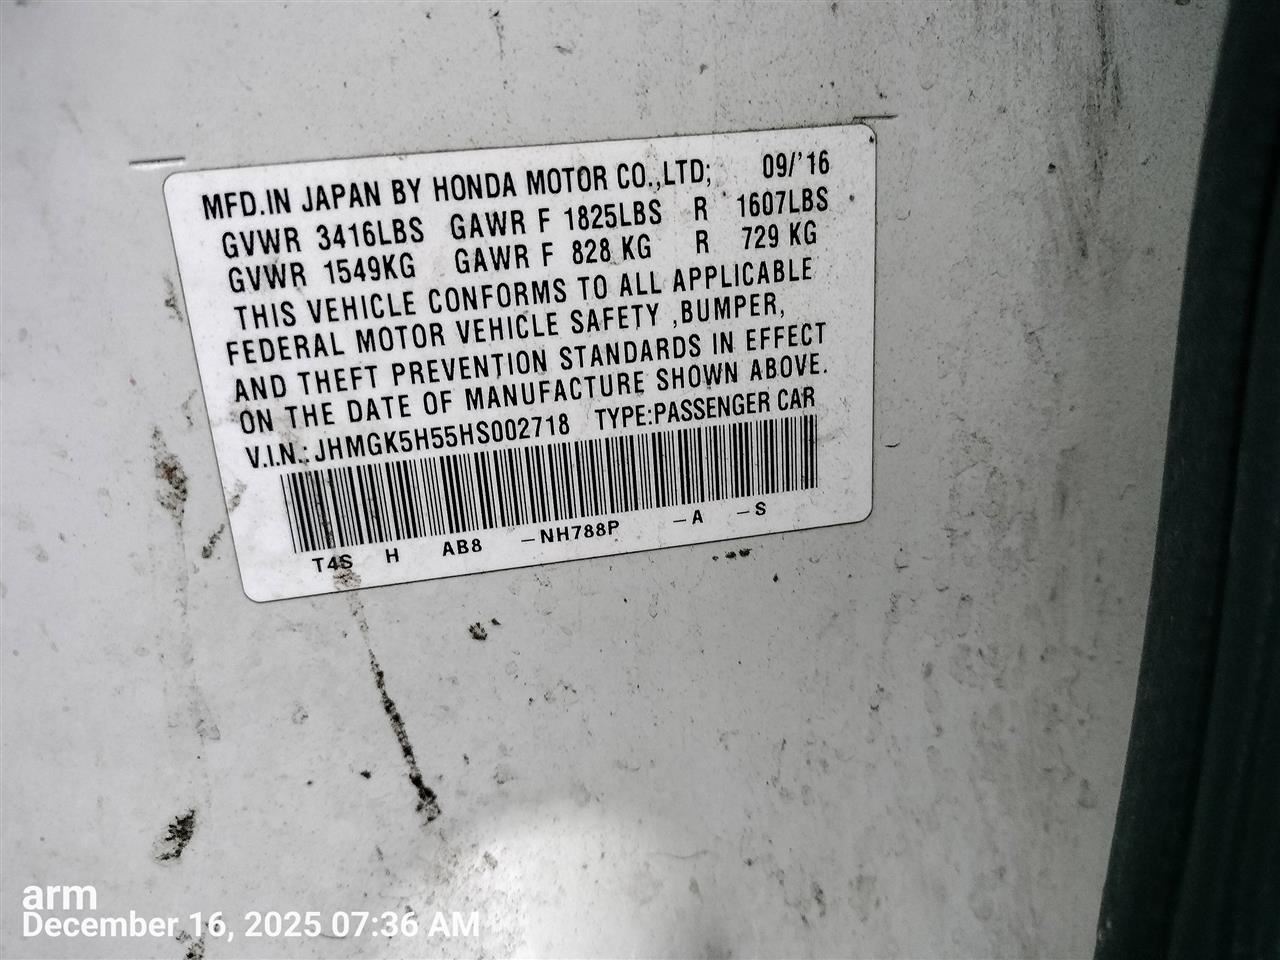 MFD.IN JAPAN BY HONDA MOTOR CO.,LTD; 09/'16
GVWR 3416LBS GAWR F 1825LBS R 1607LBS
GVWR 1549KG GAWR F 828 KG R 729 KG
THIS VEHICLE CONFORMS TO ALL APPLICABLE
FEDERAL MOTOR VEHICLE SAFETY ,BUMPER,
AND THEFT PREVENTION STANDARDS IN EFFECT
ON THE DATE OF MANUFACTURE SHOWN ABOVE.
V.I.N.: JHMGK5H55HS002718 TYPE:PASSENGER CAR
T4S H AB8 -NH788P -A -S
arm
December 16, 2025 07:36 AM